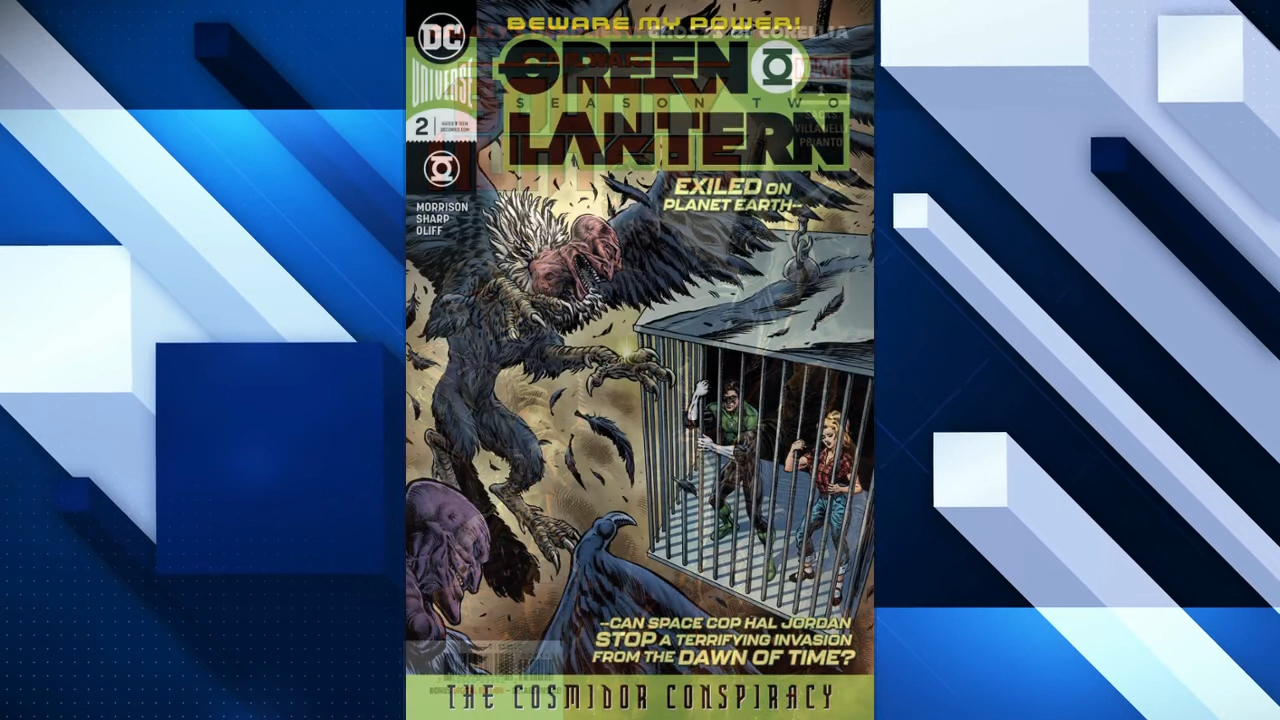 BEWARE MY POWER!
DC
UNIVERSE
GREEN
SEASON TWO
LANTERN
2
EXILED ON
PLANET EARTH–
MORRISON
SHARP
OLIFF
–CAN SPACE COP HAL JORDAN
STOP A TERRIFYING INVASION
FROM THE DAWN OF TIME?
THE COSMIDOR CONSPIRACY